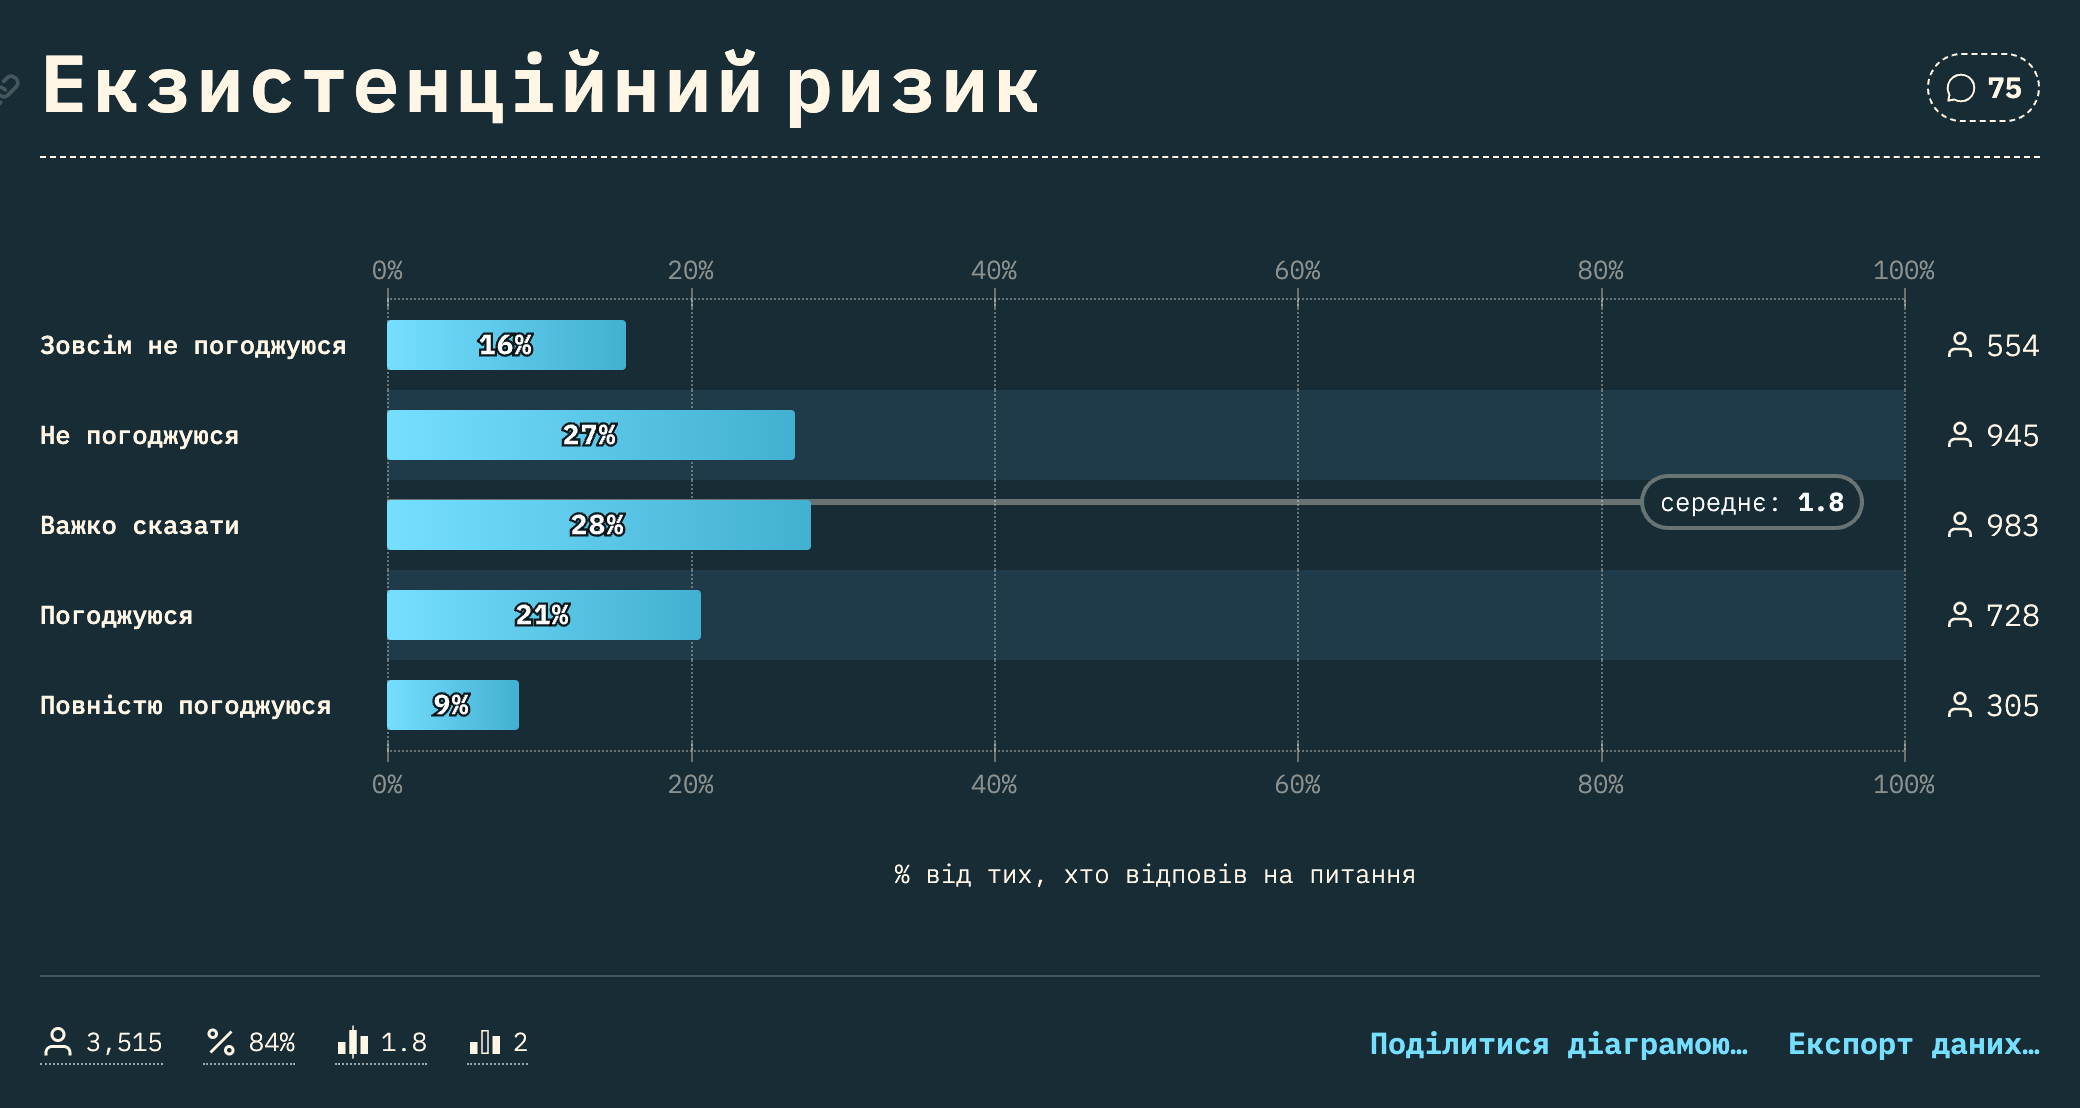 Екзистенційний ризик
75
0% 20% 40% 60% 80% 100%
Зовсім не погоджуюся 16% 554
Не погоджуюся 27% 945
середнє: 1.8
Важко сказати 28% 983
Погоджуюся 21% 728
Повністю погоджуюся 9% 305
0% 20% 40% 60% 80% 100%
% від тих, хто відповів на питання
3,515 84% 1.8 2 Поділитися діаграмою… Експорт даних…